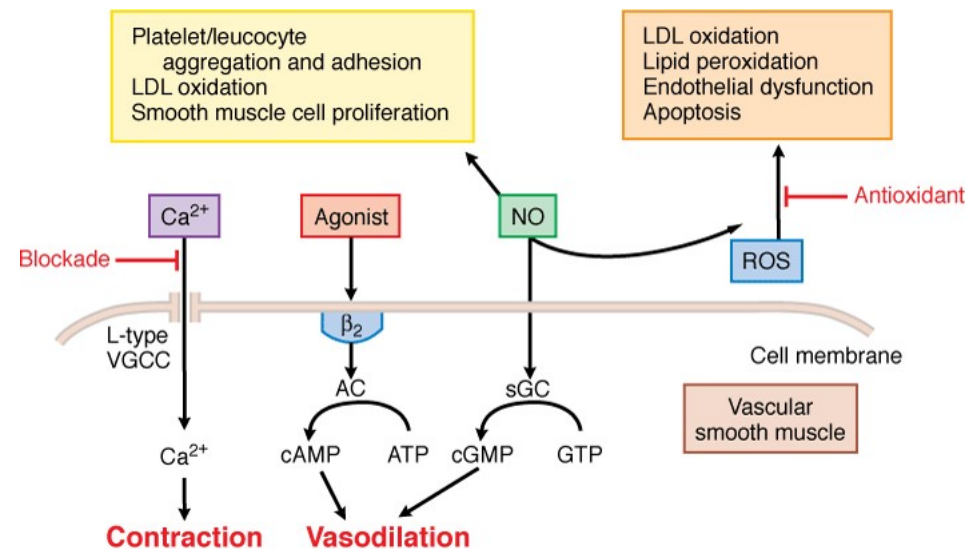 Platelet/leucocyte
aggregation and adhesion
LDL oxidation
Smooth muscle cell proliferation
LDL oxidation
Lipid peroxidation
Endothelial dysfunction
Apoptosis
Ca²⁺
Agonist
NO
Antioxidant
Blockade
ROS
L-type
VGCC
β₂
Cell membrane
AC
sGC
Vascular
smooth muscle
Ca²⁺
cAMP
ATP
cGMP
GTP
Contraction
Vasodilation